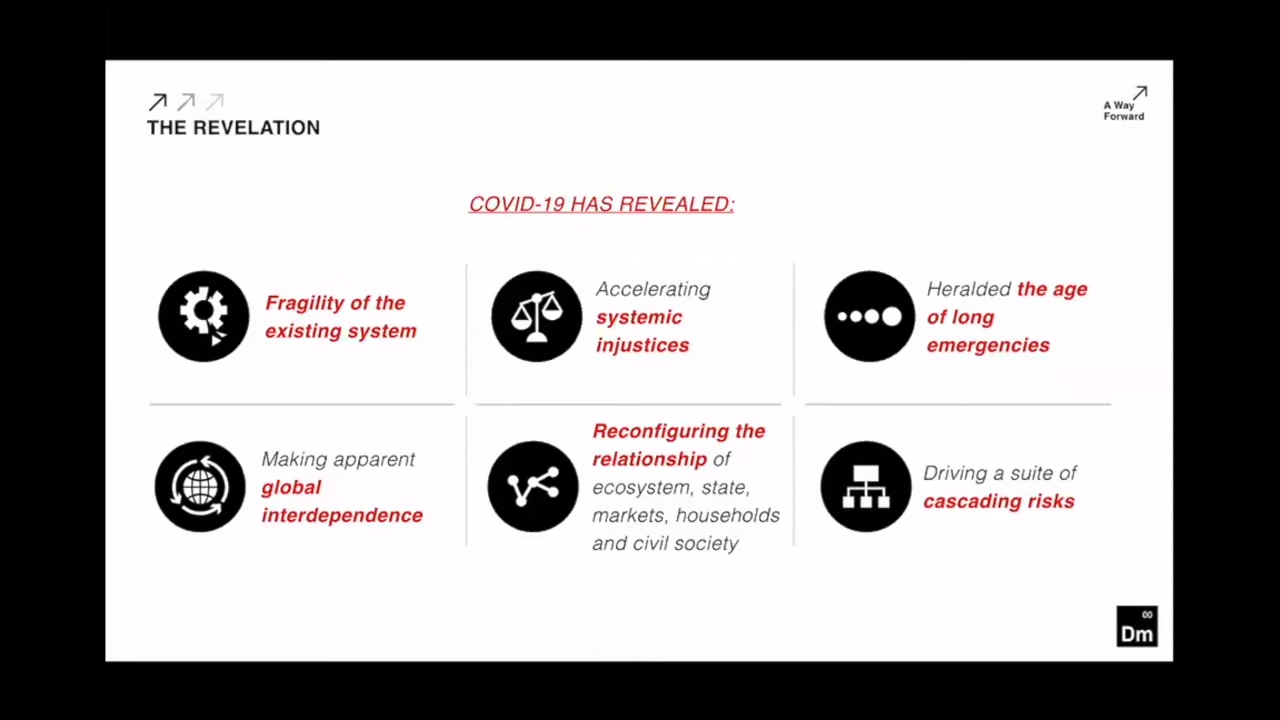 THE REVELATION
A Way
Forward
COVID-19 HAS REVEALED:
Fragility of the
existing system
Accelerating
systemic
injustices
Heralded the age
of long
emergencies
Making apparent
global
interdependence
Reconfiguring the
relationship of
ecosystem, state,
markets, households
and civil society
Driving a suite of
cascading risks
00
Dm